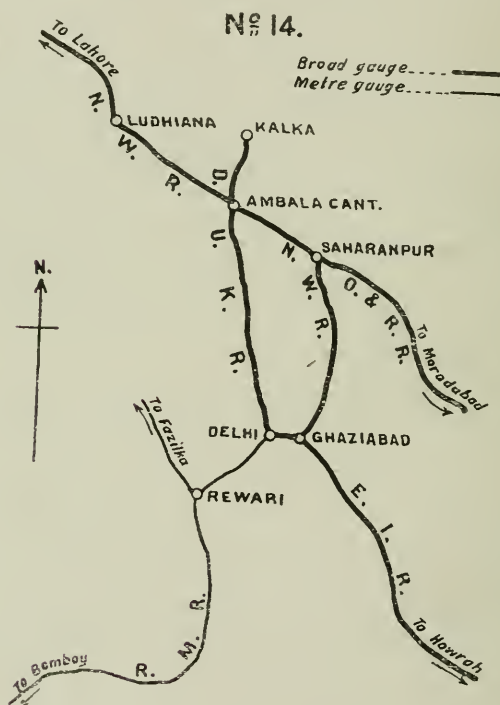 Nº 14.
Broad gauge
Metre gauge
To Lahore
N. W. R.
LUDHIANA
KALKA
D. U. K. R.
AMBALA CANT.
SAHARANPUR
N. W. R.
O. & R. R.
To Moradabad
N.
To Fazilka
DELHI
GHAZIABAD
REWARI
E. I. R.
To Howrah
R. M. R.
To Bombay